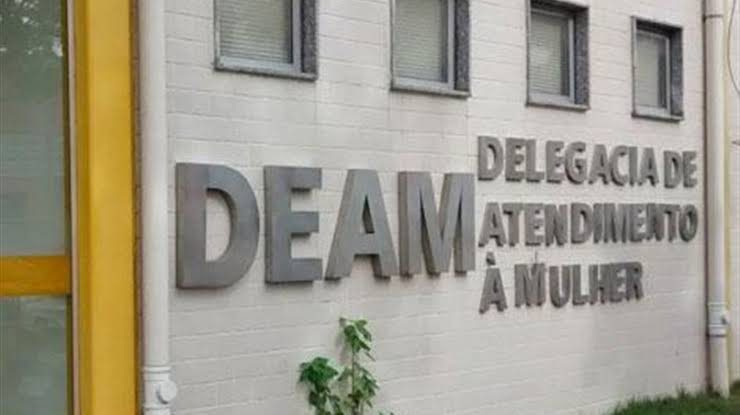 DEAM
DELEGACIA DE
ATENDIMENTO
À MULHER